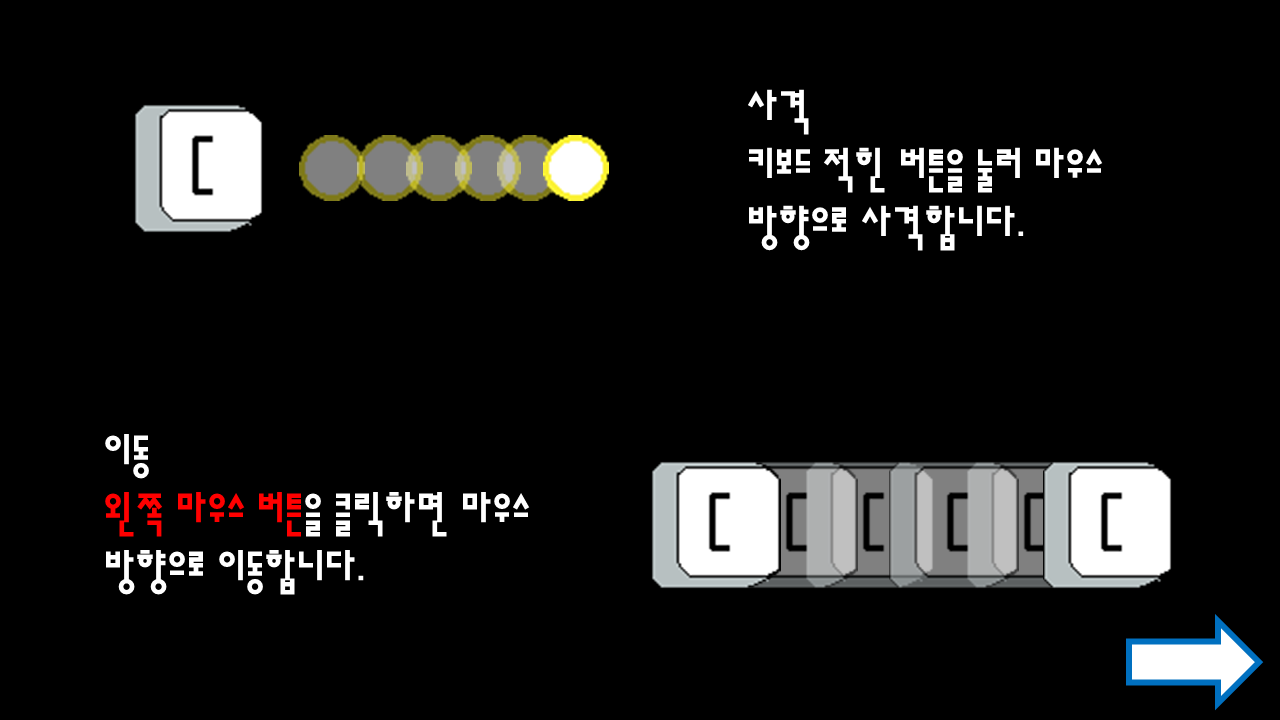 [
사격
키보드 적힌 버튼을 눌러 마우스
방향으로 사격합니다.
이동
왼쪽 마우스 버튼을 클릭하면 마우스
방향으로 이동합니다.
[ [ [ [ [ [